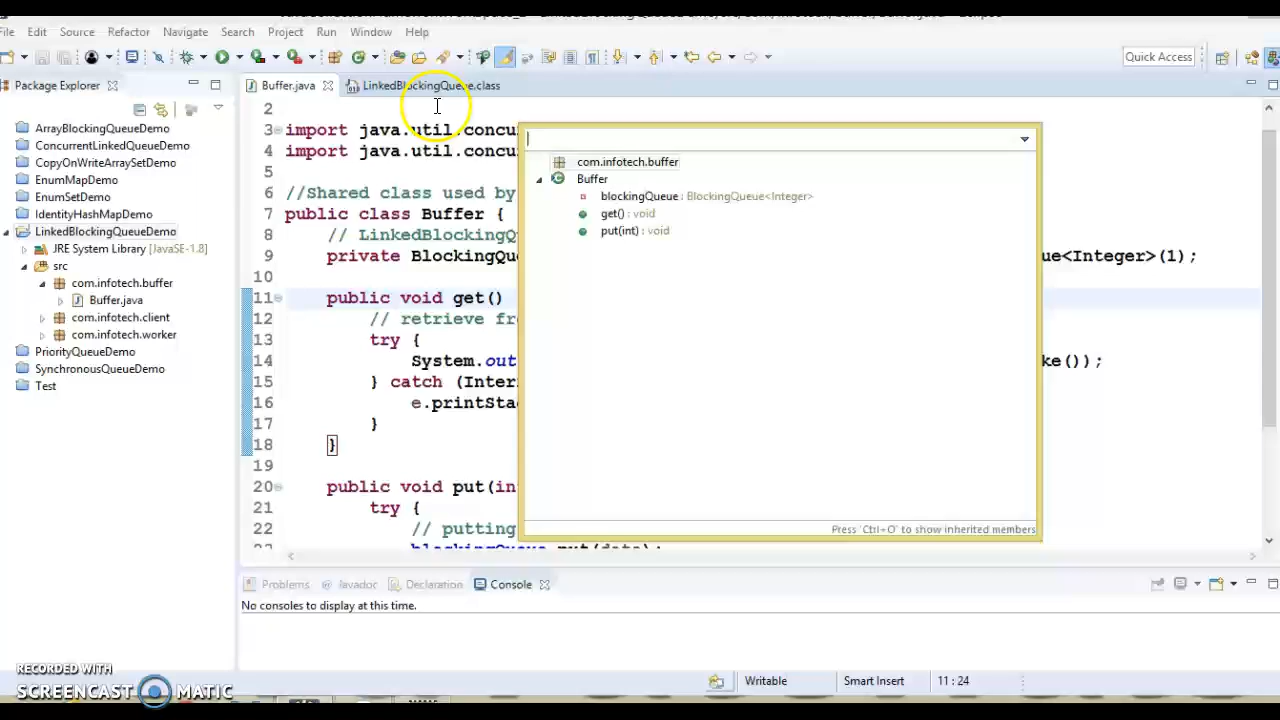 File Edit Source Refactor Navigate Search Project Run Window Help
Quick Access
Package Explorer
Buffer.java
LinkedBlockingQueue.class
ArrayBlockingQueueDemo
ConcurrentLinkedQueueDemo
CopyOnWriteArraySetDemo
EnumMapDemo
EnumSetDemo
IdentityHashMapDemo
LinkedBlockingQueueDemo
JRE System Library [JavaSE-1.8]
src
com.infotech.buffer
Buffer.java
com.infotech.client
com.infotech.worker
PriorityQueueDemo
SynchronousQueueDemo
Test
2
3 import java.util.concu
4 import java.util.concu
5
6 //Shared class used by
7 public class Buffer {
8 // LinkedBlockingQ
9 private BlockingQue ue<Integer>(1);
10
11 public void get()
12 // retrieve fr
13 try {
14 System.out ke());
15 } catch (Inter
16 e.printSta
17 }
18 }
19
20 public void put(in
21 try {
22 // putting
23 blockingQueue.put(data);
com.infotech.buffer
Buffer
blockingQueue : BlockingQueue<Integer>
get() : void
put(int) : void
Press 'Ctrl+O' to show inherited members
Problems Javadoc Declaration Console
No consoles to display at this time.
RECORDED WITH
SCREENCAST MATIC
Writable Smart Insert 11 : 24